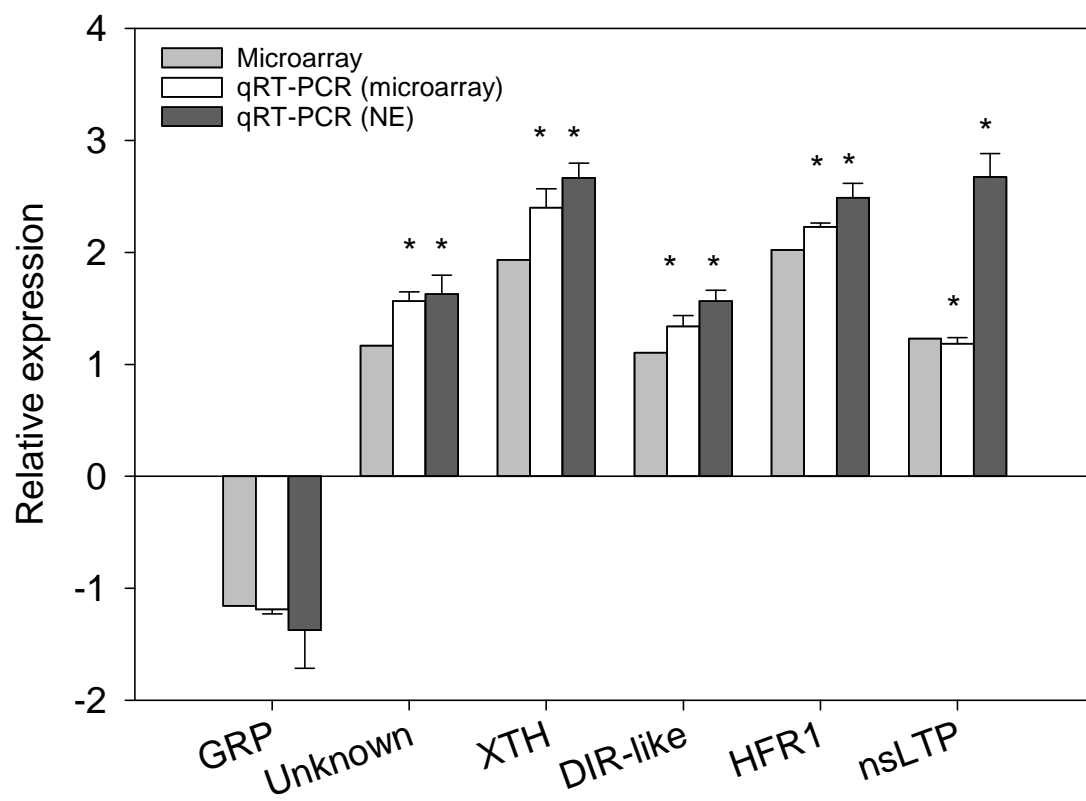 4
Microarray
qRT-PCR (microarray)
qRT-PCR (NE)
* *
3
*
* *
* *
2
* *
*
1
0
-1
-2
Relative expression
GRP
Unknown
XTH
DIR-like
HFR1
nsLTP